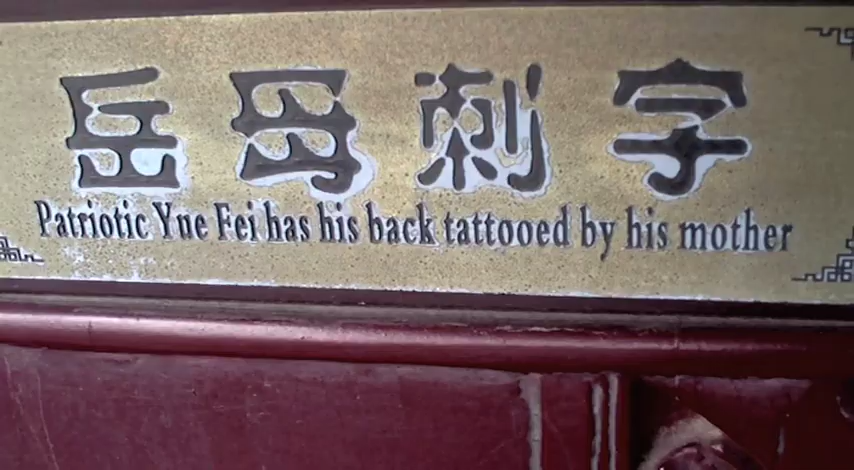 岳母刺字
Patriotic Yue Fei has his back tattooed by his mother